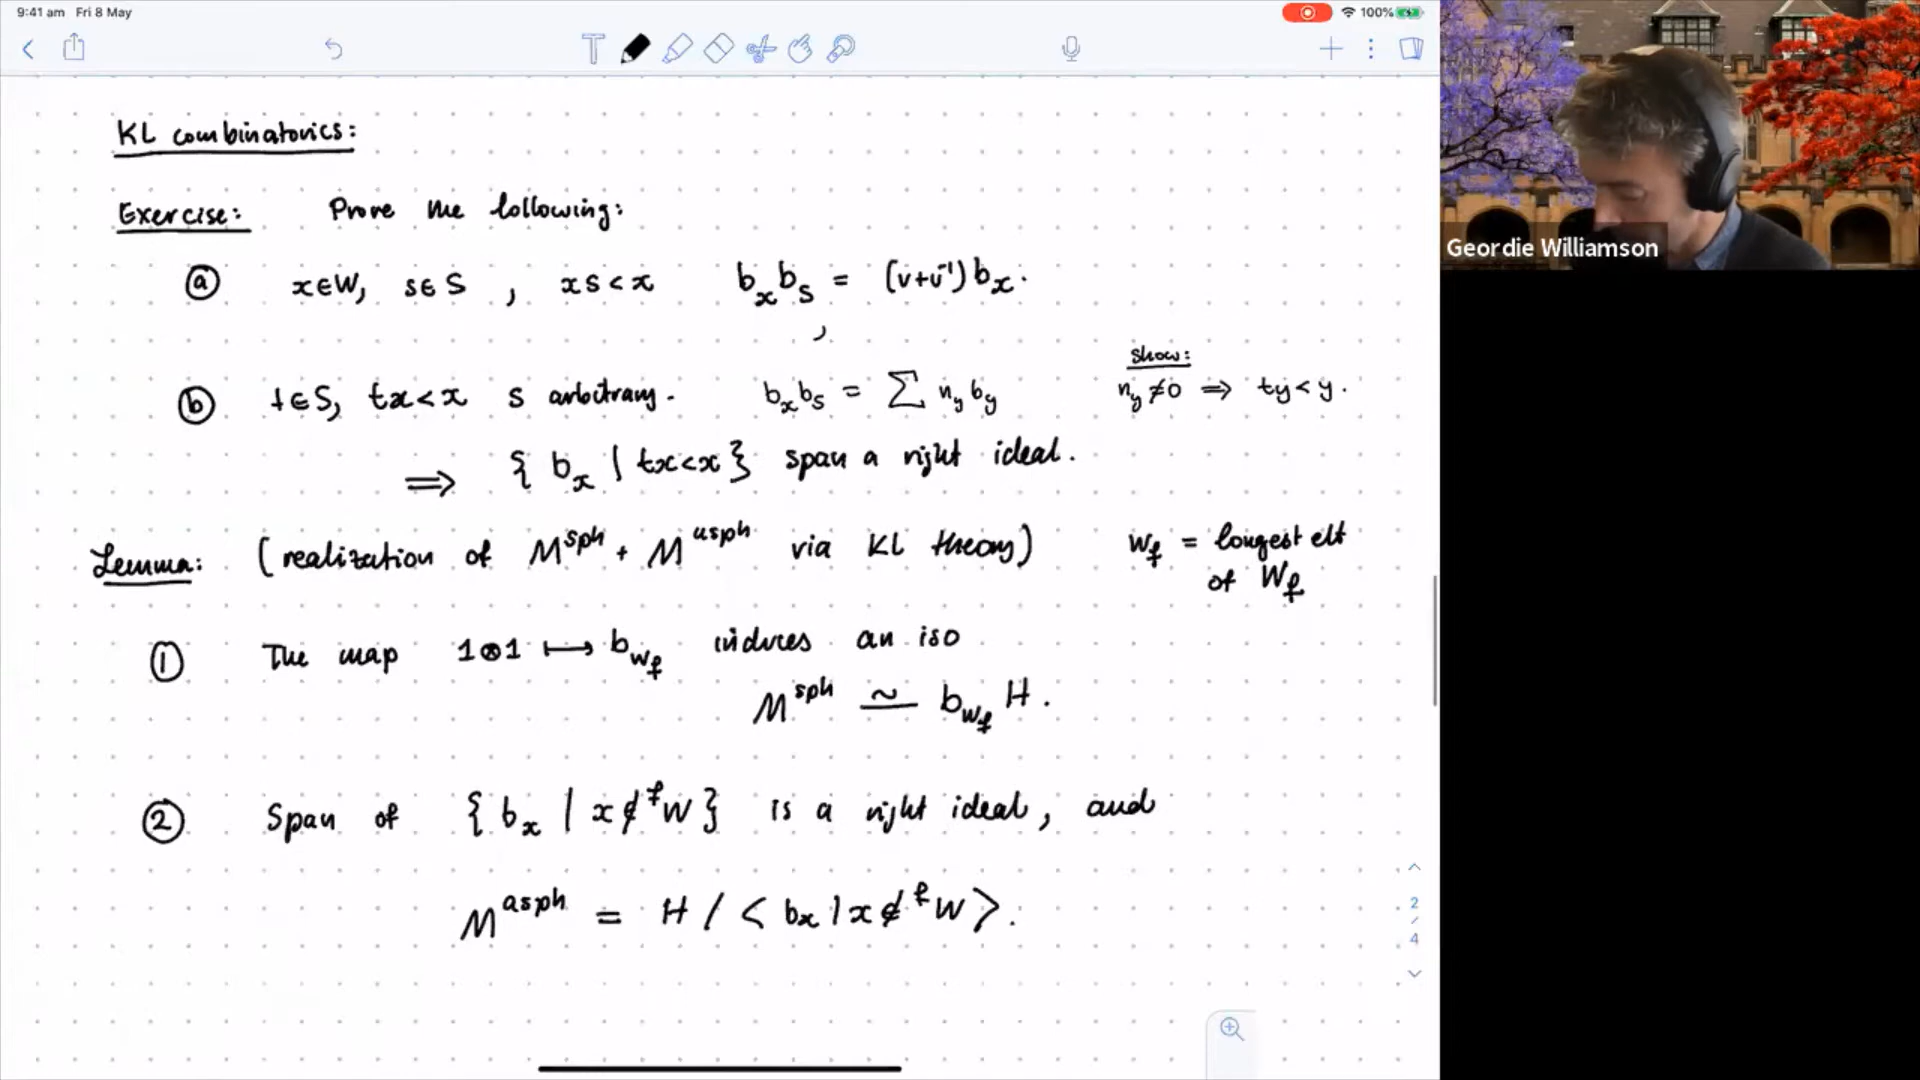 9:41 am Fri 8 May
100%
KL combinatorics:
Exercise: Prove the following:
ⓐ x∈W, s∈S , xs<x b_x b_s = (v+v⁻¹) b_x.
,
show:
ⓑ t∈S, tx<x s arbitrary. b_x b_s = ∑ n_y b_y n_y≠0 ⇒ ty<y.
⟹ { b_x | tx<x } span a right ideal.
Lemma: (realization of M^sph + M^asph via KL theory) w_f = longest elt
of W_f
① The map 1⊗1 ⟼ b_{w_f} induces an iso
M^sph ≃ b_{w_f} H.
② Span of { b_x | x∉ ^fW } is a right ideal, and
M^asph = H / < b_x | x∉ ^fW >.
2
/
4
Geordie Williamson